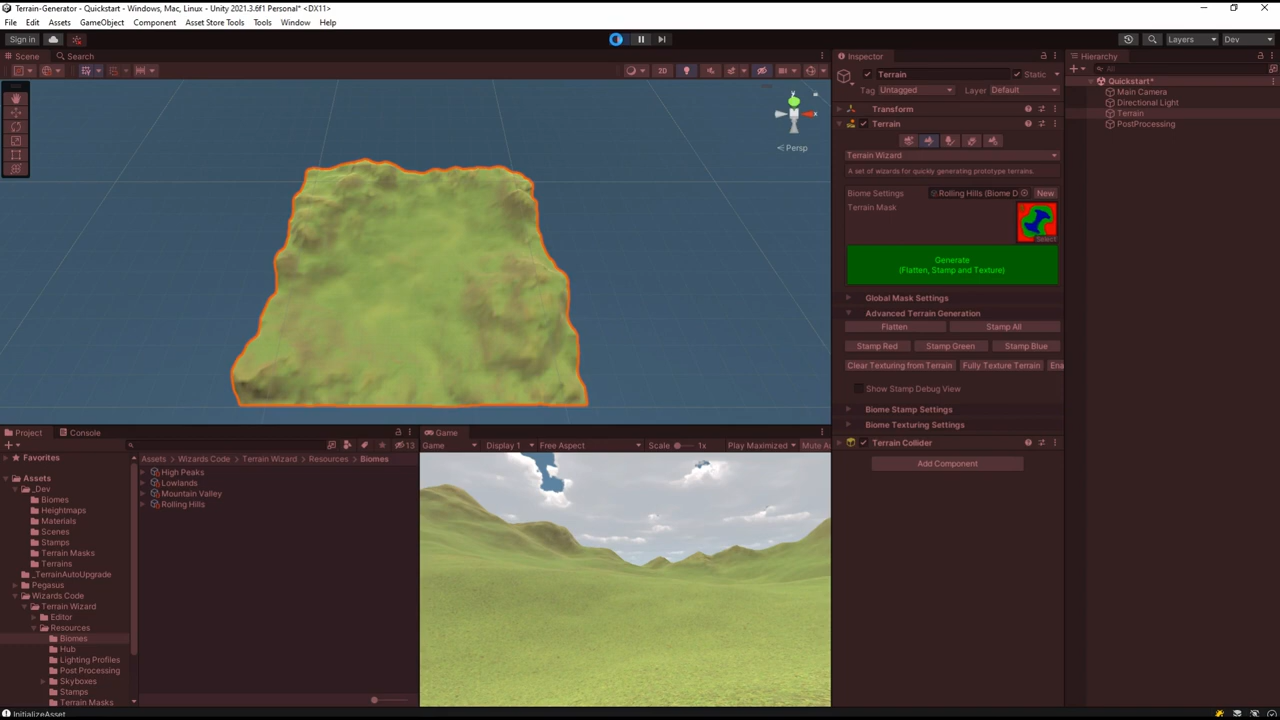 Terrain-Generator - Quickstart - Windows, Mac, Linux - Unity 2021.3.6f1 Personal* <DX11>
File Edit Assets GameObject Component Asset Store Tools Tools Window Help
Sign in Layers Dev
Scene Search
2D
Persp
Inspector
Terrain Static
Tag Untagged Layer Default
Transform
Terrain
Terrain Wizard
A set of wizards for quickly generating prototype terrains.
Biome Settings Rolling Hills (Biome D New
Terrain Mask
Select
Generate
(Flatten, Stamp and Texture)
Global Mask Settings
Advanced Terrain Generation
Flatten Stamp All
Stamp Red Stamp Green Stamp Blue
Clear Texturing from Terrain Fully Texture Terrain Ena
Show Stamp Debug View
Biome Stamp Settings
Biome Texturing Settings
Terrain Collider
Add Component
Hierarchy
All
Quickstart*
Main Camera
Directional Light
Terrain
PostProcessing
Project Console
13
Favorites
Assets
_Dev
Biomes
Heightmaps
Materials
Scenes
Stamps
Terrain Masks
Terrains
_TerrainAutoUpgrade
Pegasus
Wizards Code
Terrain Wizard
Editor
Resources
Biomes
Hub
Lighting Profiles
Post Processing
Skyboxes
Stamps
Terrain Masks
Assets Wizards Code Terrain Wizard Resources Biomes
High Peaks
Lowlands
Mountain Valley
Rolling Hills
Game
Game Display 1 Free Aspect Scale 1x Play Maximized Mute A
InitializeAsset